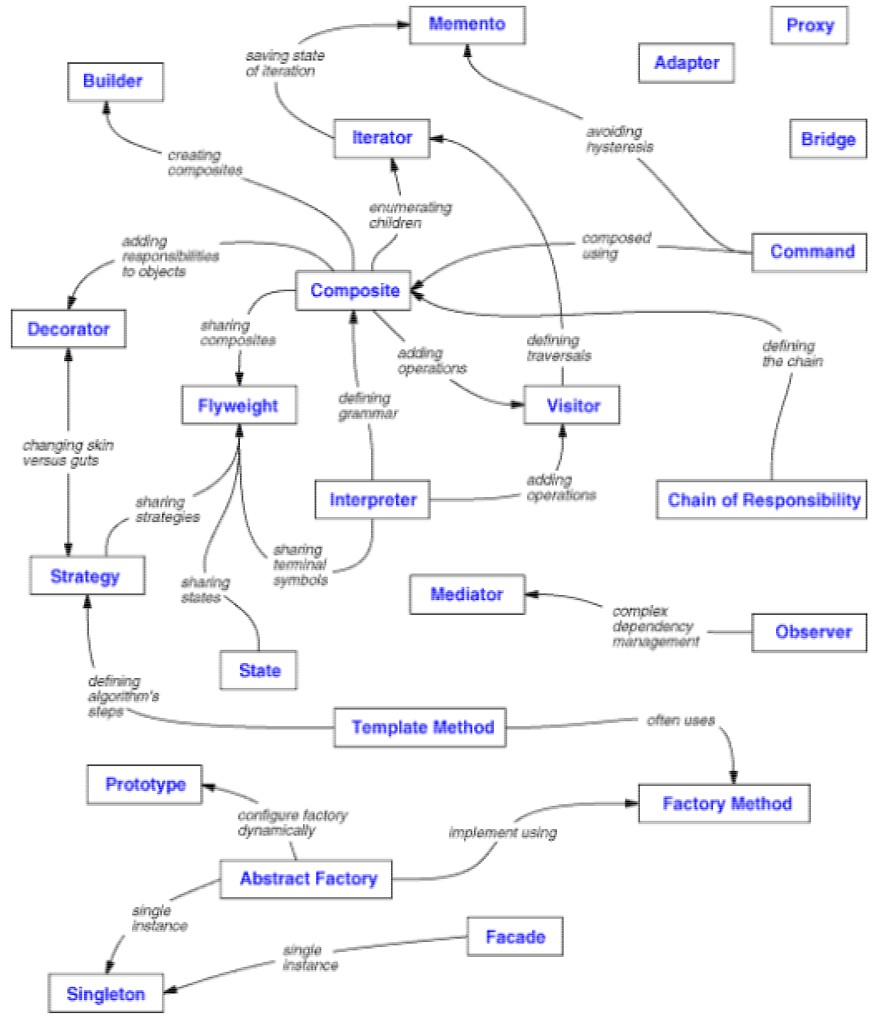 Memento
Proxy
saving state
of iteration
Adapter
Builder
Iterator
avoiding
hysteresis
Bridge
creating
composites
enumerating
children
adding
responsibilities
to objects
composed
using
Command
Composite
Decorator
sharing
composites
adding
operations
defining
traversals
defining
the chain
Flyweight
defining
grammar
Visitor
changing skin
versus guts
sharing
strategies
Interpreter
adding
operations
Chain of Responsibility
sharing
terminal
symbols
Strategy
sharing
states
Mediator
complex
dependency
management
Observer
State
defining
algorithm's
steps
Template Method
often uses
Prototype
Factory Method
configure factory
dynamically
implement using
Abstract Factory
single
instance
Facade
single
instance
Singleton